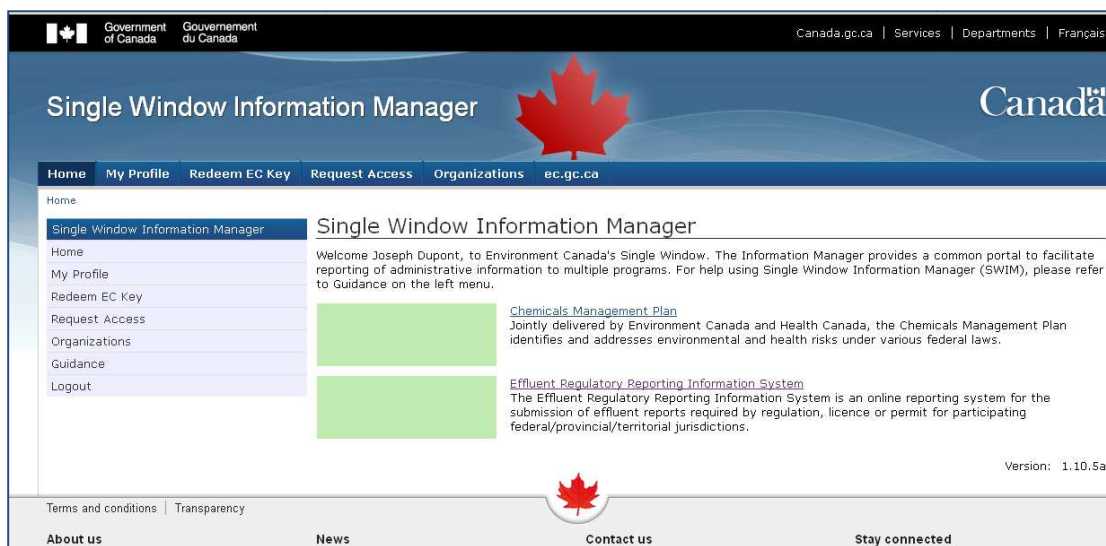 Government of Canada
Gouvernement du Canada
Canada.gc.ca | Services | Departments | Français
Single Window Information Manager
Canada
Home My Profile Redeem EC Key Request Access Organizations ec.gc.ca
Home
Single Window Information Manager
Home
My Profile
Redeem EC Key
Request Access
Organizations
Guidance
Logout
Single Window Information Manager
Welcome Joseph Dupont, to Environment Canada's Single Window. The Information Manager provides a common portal to facilitate
reporting of administrative information to multiple programs. For help using Single Window Information Manager (SWIM), please refer
to Guidance on the left menu.
Chemicals Management Plan
Jointly delivered by Environment Canada and Health Canada, the Chemicals Management Plan
identifies and addresses environmental and health risks under various federal laws.
Effluent Regulatory Reporting Information System
The Effluent Regulatory Reporting Information System is an online reporting system for the
submission of effluent reports required by regulation, licence or permit for participating
federal/provincial/territorial jurisdictions.
Version: 1.10.5a
Terms and conditions | Transparency
About us News Contact us Stay connected